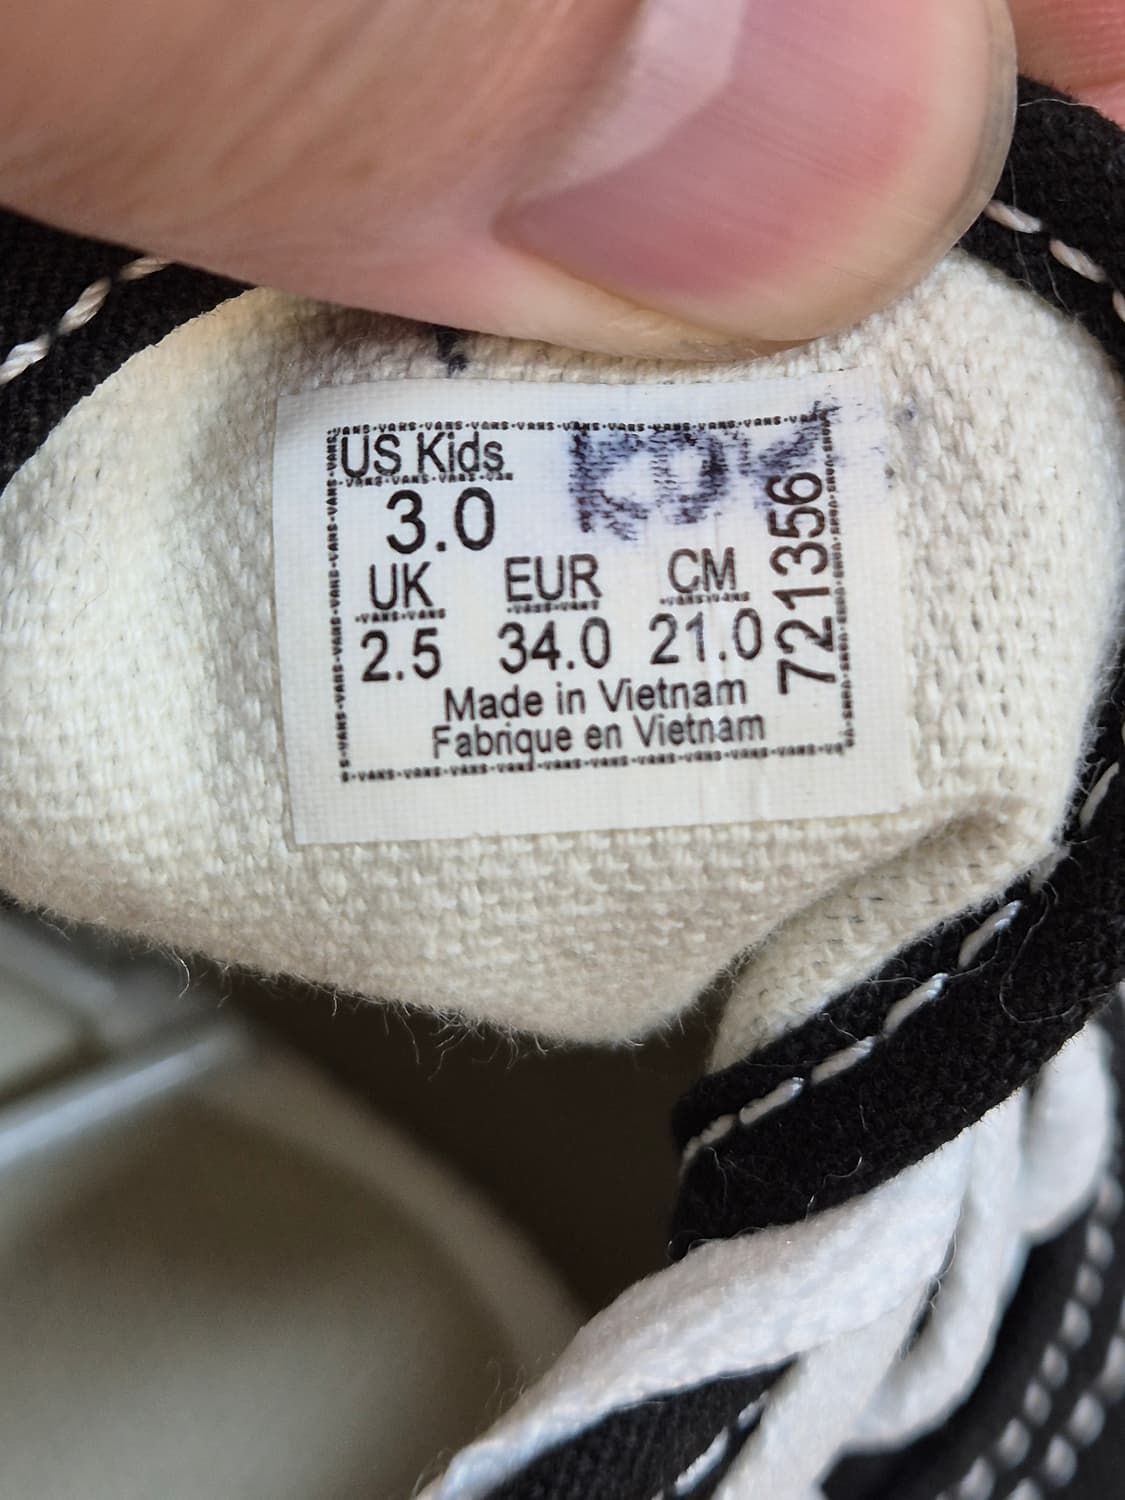 US Kids
3.0
UK EUR CM
2.5 34.0 21.0
Made in Vietnam
Fabrique en Vietnam
721356